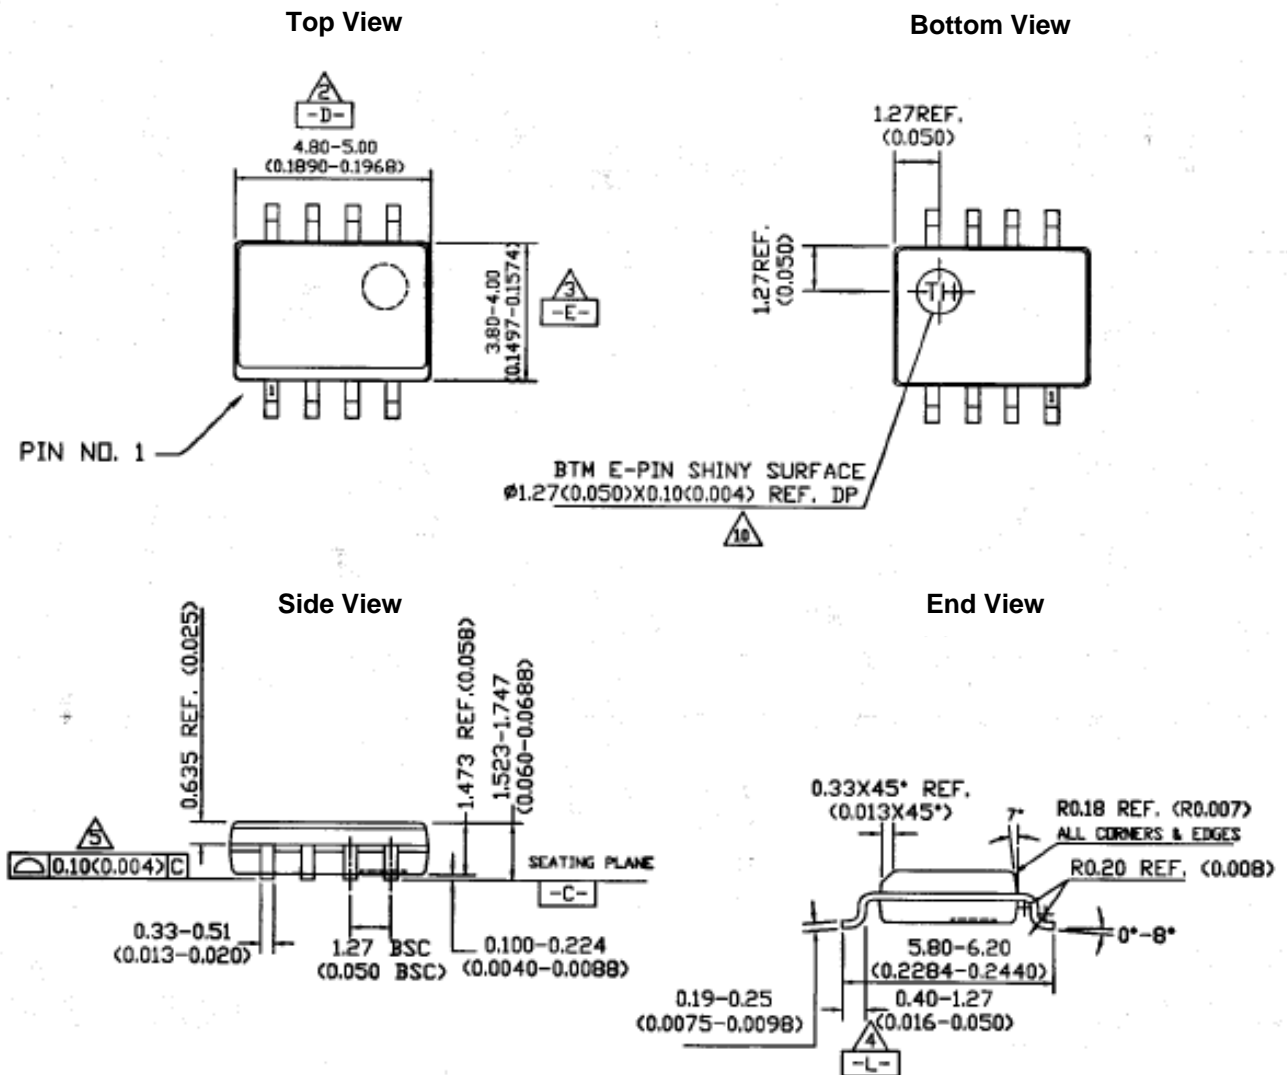 Top View
2
-D-
4.80-5.00
(0.1890-0.1968)
3.80-4.00
(0.1497-0.1574)
3
-E-
1
PIN NO. 1
Bottom View
1.27REF.
(0.050)
1.27REF.
(0.050)
TH
1
BTM E-PIN SHINY SURFACE
ø1.27(0.050)X0.10(0.004) REF. DP
10
Side View
0.635 REF. (0.025)
1.473 REF.(0.058)
1.523-1.747
(0.060-0.0688)
5
0.10(0.004) C
SEATING PLANE
-C-
0.33-0.51
(0.013-0.020)
1.27 BSC
(0.050 BSC)
0.100-0.224
(0.0040-0.0088)
End View
0.33X45° REF.
(0.013X45°)
7°
R0.18 REF. (R0.007)
ALL CORNERS & EDGES
R0.20 REF. (0.008)
0°-8°
5.80-6.20
(0.2284-0.2440)
0.19-0.25
(0.0075-0.0098)
0.40-1.27
(0.016-0.050)
4
-L-